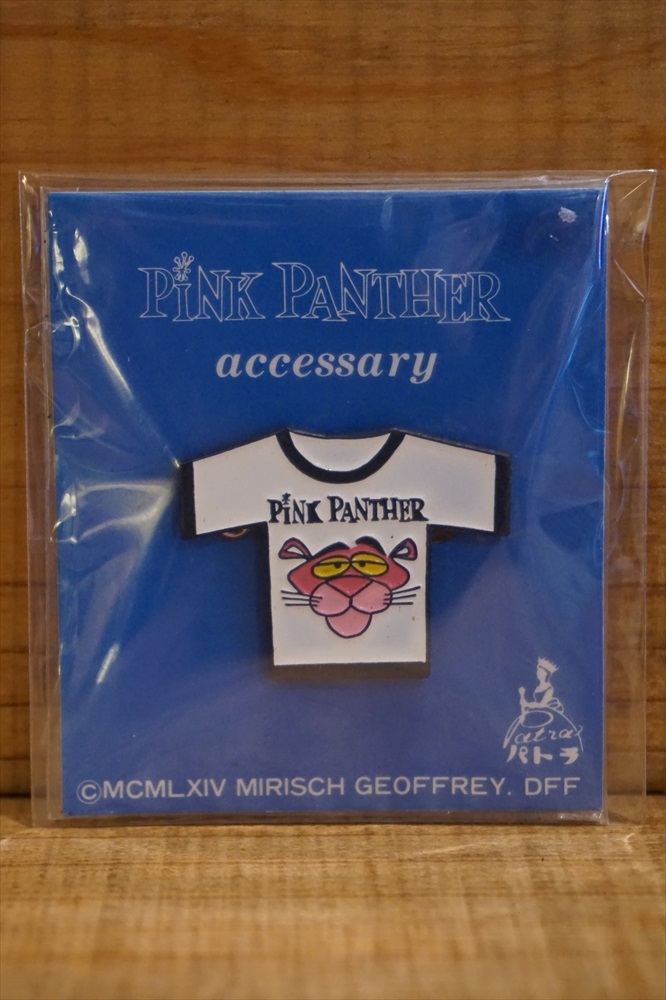 PiNK PANTHER
accessary
PiNK PANTHER
Patra
パトラ
©MCMLXIV MIRISCH GEOFFREY. DFF